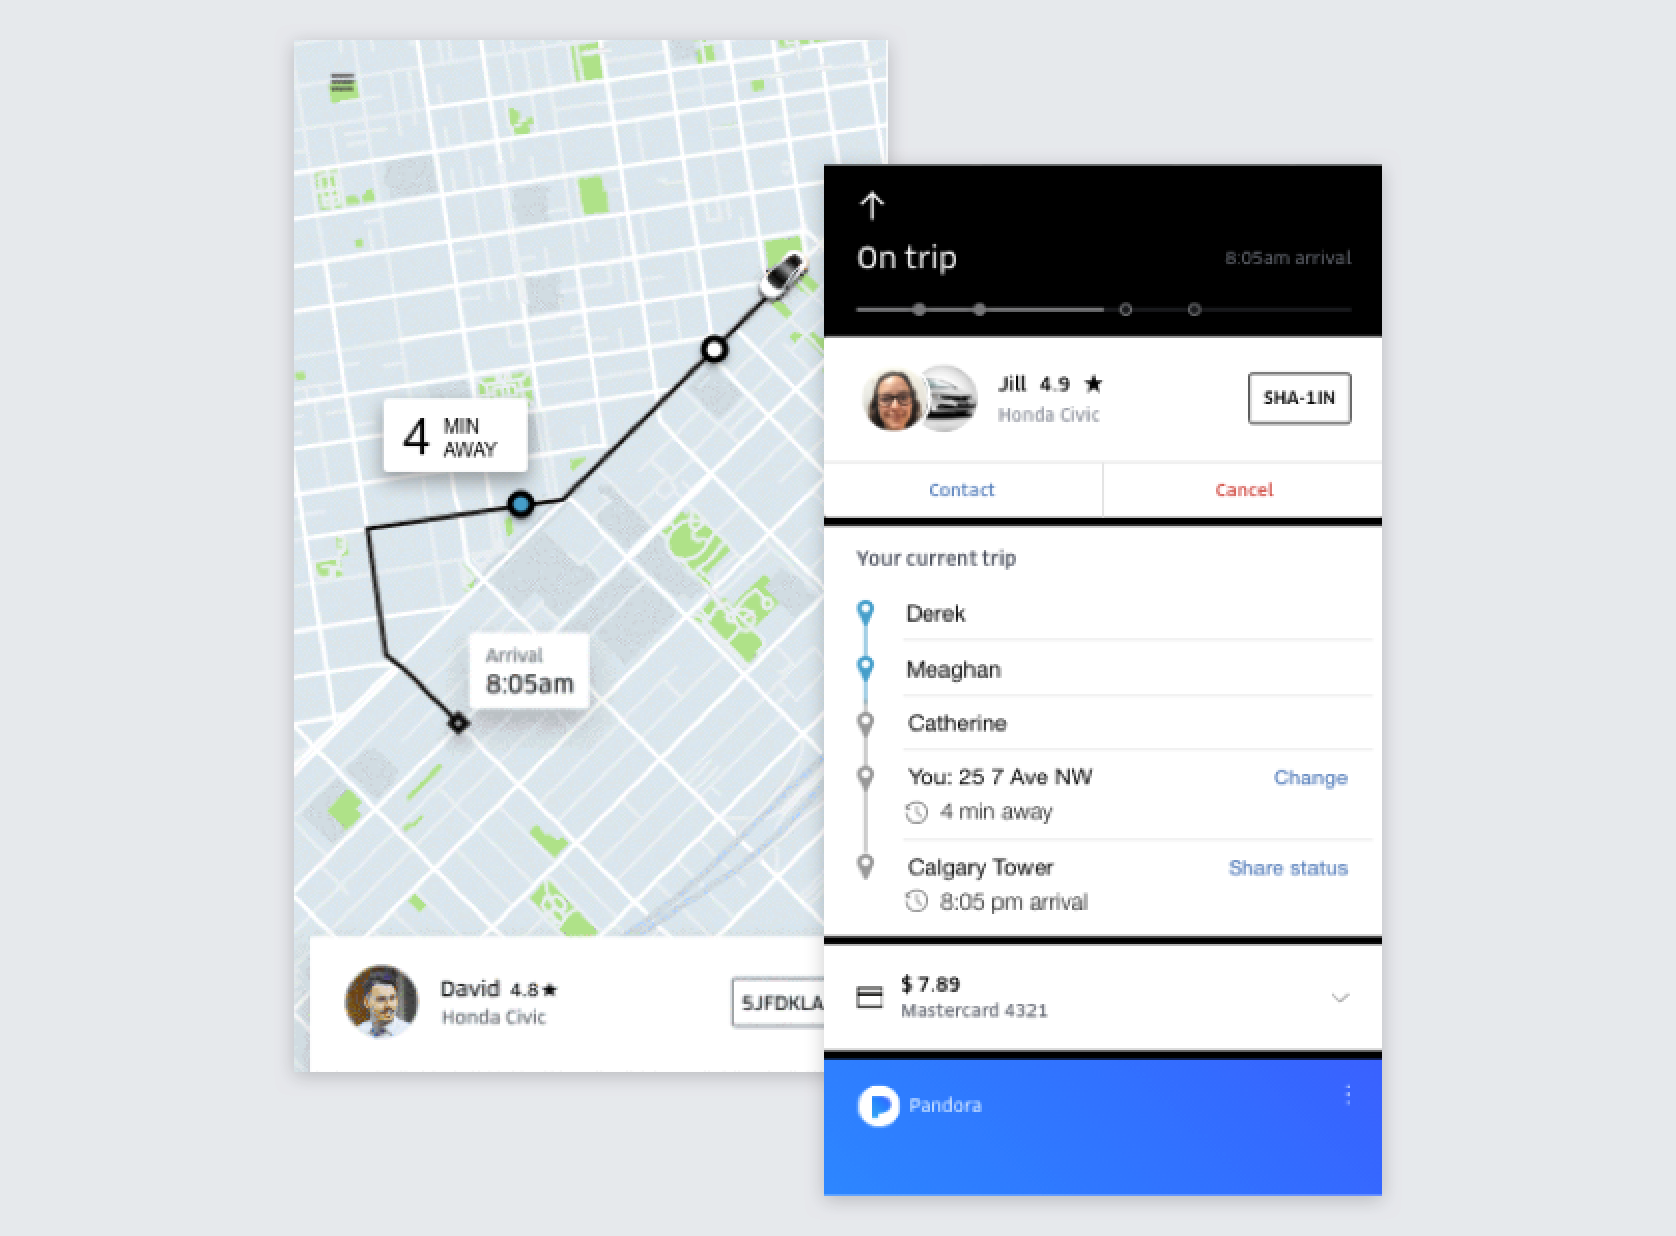 4 MIN
AWAY
Arrival
8:05am
David 4.8★
Honda Civic
5JFDKLA
On trip
8:05am arrival
Jill 4.9 ★
Honda Civic
SHA-1IN
Contact
Cancel
Your current trip
Derek
Meaghan
Catherine
You: 25 7 Ave NW
Change
4 min away
Calgary Tower
Share status
8:05 pm arrival
$ 7.89
Mastercard 4321
Pandora